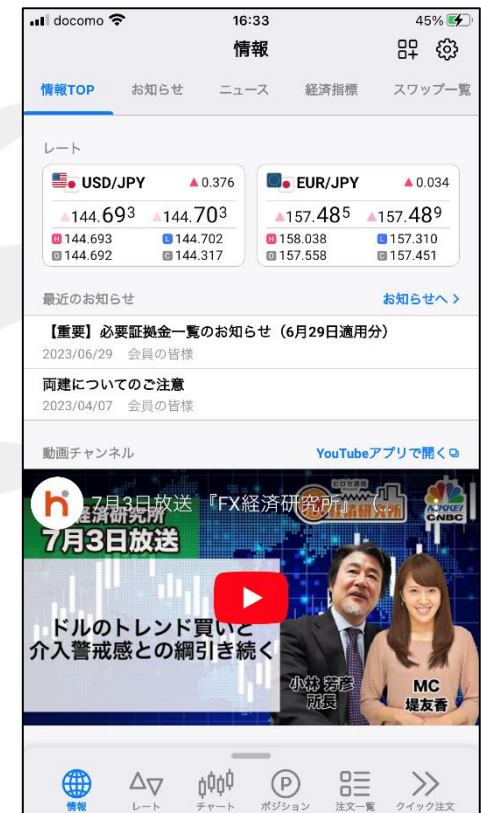 docomo 16:33 45%
情報
情報TOP お知らせ ニュース 経済指標 スワップ一覧
レート
USD/JPY ▲0.376 EUR/JPY ▲0.034
▲144.693 ▲144.703 ▲157.485 ▲157.489
H 144.693 L 144.702 H 158.038 L 157.310
O 144.692 C 144.317 O 157.558 C 157.451
最近のお知らせ お知らせへ >
【重要】必要証拠金一覧のお知らせ（6月29日適用分）
2023/06/29 会員の皆様
両建についてのご注意
2023/04/07 会員の皆様
動画チャンネル YouTubeアプリで開く
h 7月3日放送 『FX経済研究所』（...
NIKKEI CNBC
7月3日放送
ドルのトレンド買いと
介入警戒感との綱引き続く
小林 芳彦
所長
MC
堤友香
情報 レート チャート P ポジション 注文一覧 クイック注文